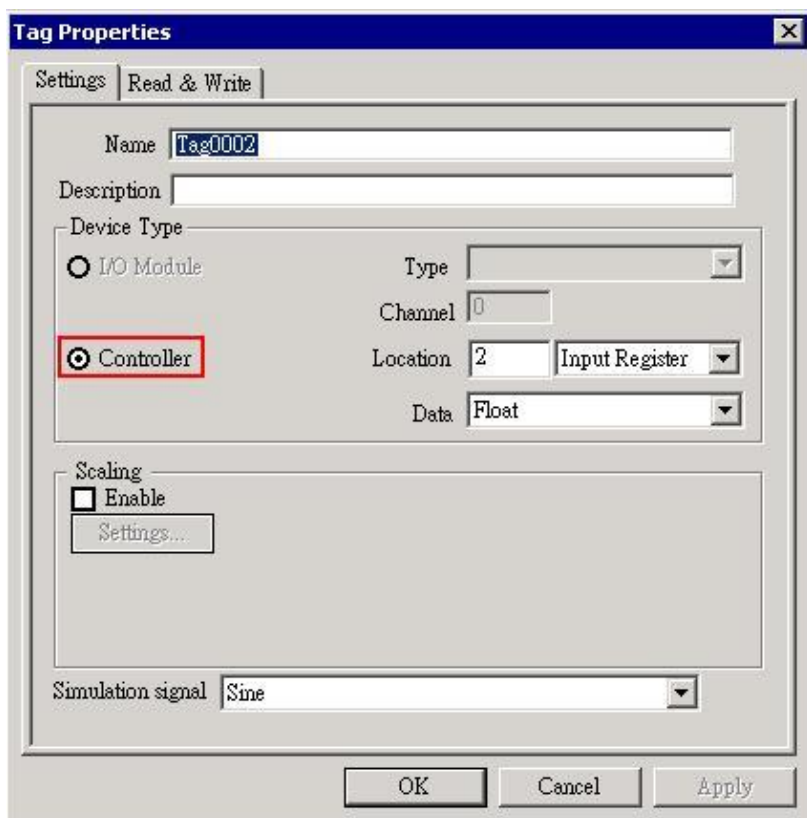 Tag Properties
Settings Read & Write
Name Tag0002
Description
Device Type
I/O Module Type
Channel 0
Controller Location 2 Input Register
Data Float
Scaling
Enable
Settings...
Simulation signal Sine
OK Cancel Apply